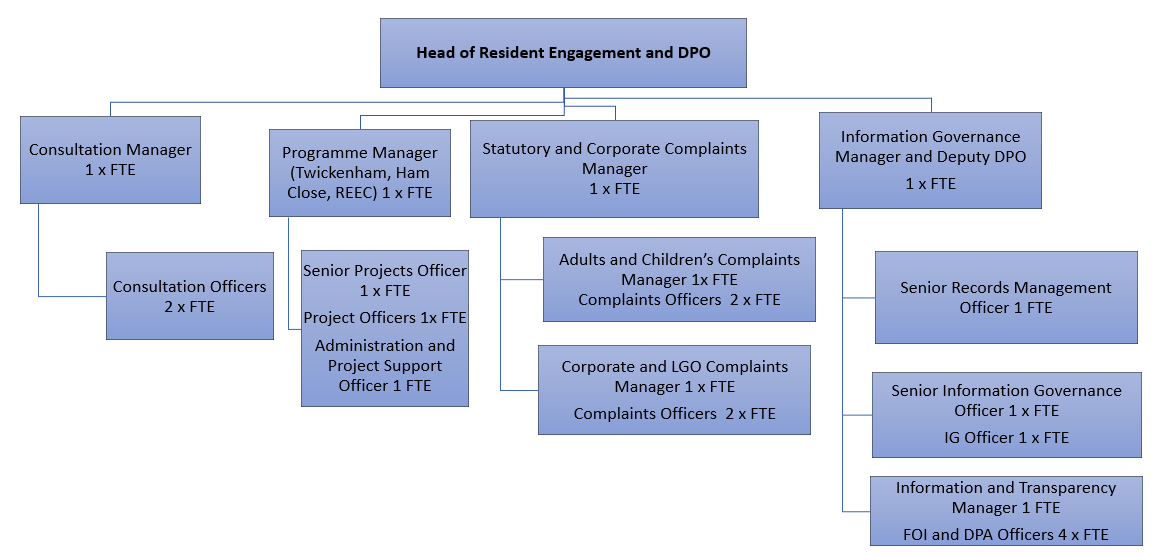 Head of Resident Engagement and DPO
Consultation Manager
1 x FTE
Consultation Officers
2 x FTE
Programme Manager
(Twickenham, Ham
Close, REEC) 1 x FTE
Senior Projects Officer
1 x FTE
Project Officers 1x FTE
Administration and
Project Support
Officer 1 FTE
Statutory and Corporate Complaints
Manager
1 x FTE
Adults and Children’s Complaints
Manager 1x FTE
Complaints Officers 2 x FTE
Corporate and LGO Complaints
Manager 1 x FTE
Complaints Officers 2 x FTE
Information Governance
Manager and Deputy DPO
1 x FTE
Senior Records Management
Officer 1 FTE
Senior Information Governance
Officer 1 x FTE
IG Officer 1 x FTE
Information and Transparency
Manager 1 FTE
FOI and DPA Officers 4 x FTE